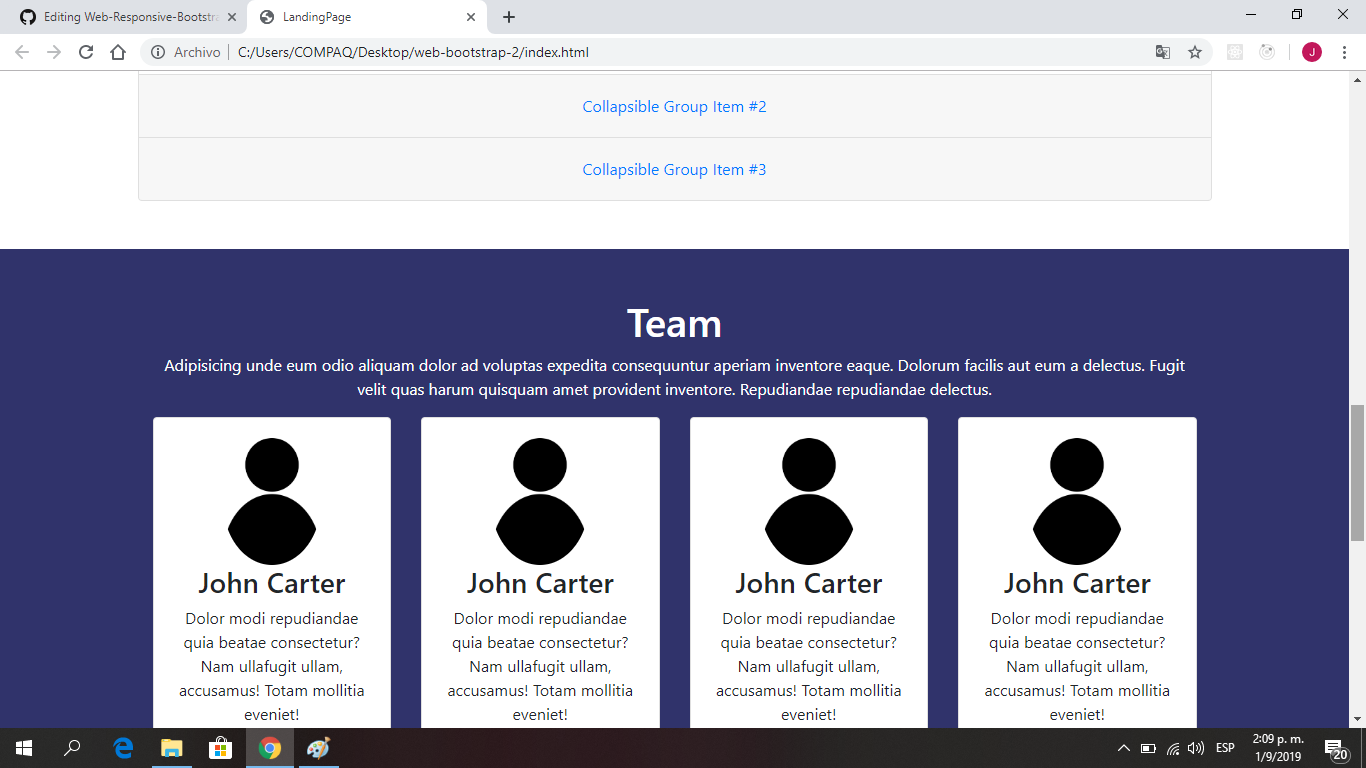 Editing Web-Responsive-Bootstra
LandingPage
Archivo
C:/Users/COMPAQ/Desktop/web-bootstrap-2/index.html
J
Collapsible Group Item #2
Collapsible Group Item #3
Team
Adipisicing unde eum odio aliquam dolor ad voluptas expedita consequuntur aperiam inventore eaque. Dolorum facilis aut eum a delectus. Fugit
velit quas harum quisquam amet provident inventore. Repudiandae repudiandae delectus.
John Carter
Dolor modi repudiandae
quia beatae consectetur?
Nam ullafugit ullam,
accusamus! Totam mollitia
eveniet!
John Carter
Dolor modi repudiandae
quia beatae consectetur?
Nam ullafugit ullam,
accusamus! Totam mollitia
eveniet!
John Carter
Dolor modi repudiandae
quia beatae consectetur?
Nam ullafugit ullam,
accusamus! Totam mollitia
eveniet!
John Carter
Dolor modi repudiandae
quia beatae consectetur?
Nam ullafugit ullam,
accusamus! Totam mollitia
eveniet!
ESP
2:09 p. m.
1/9/2019
20